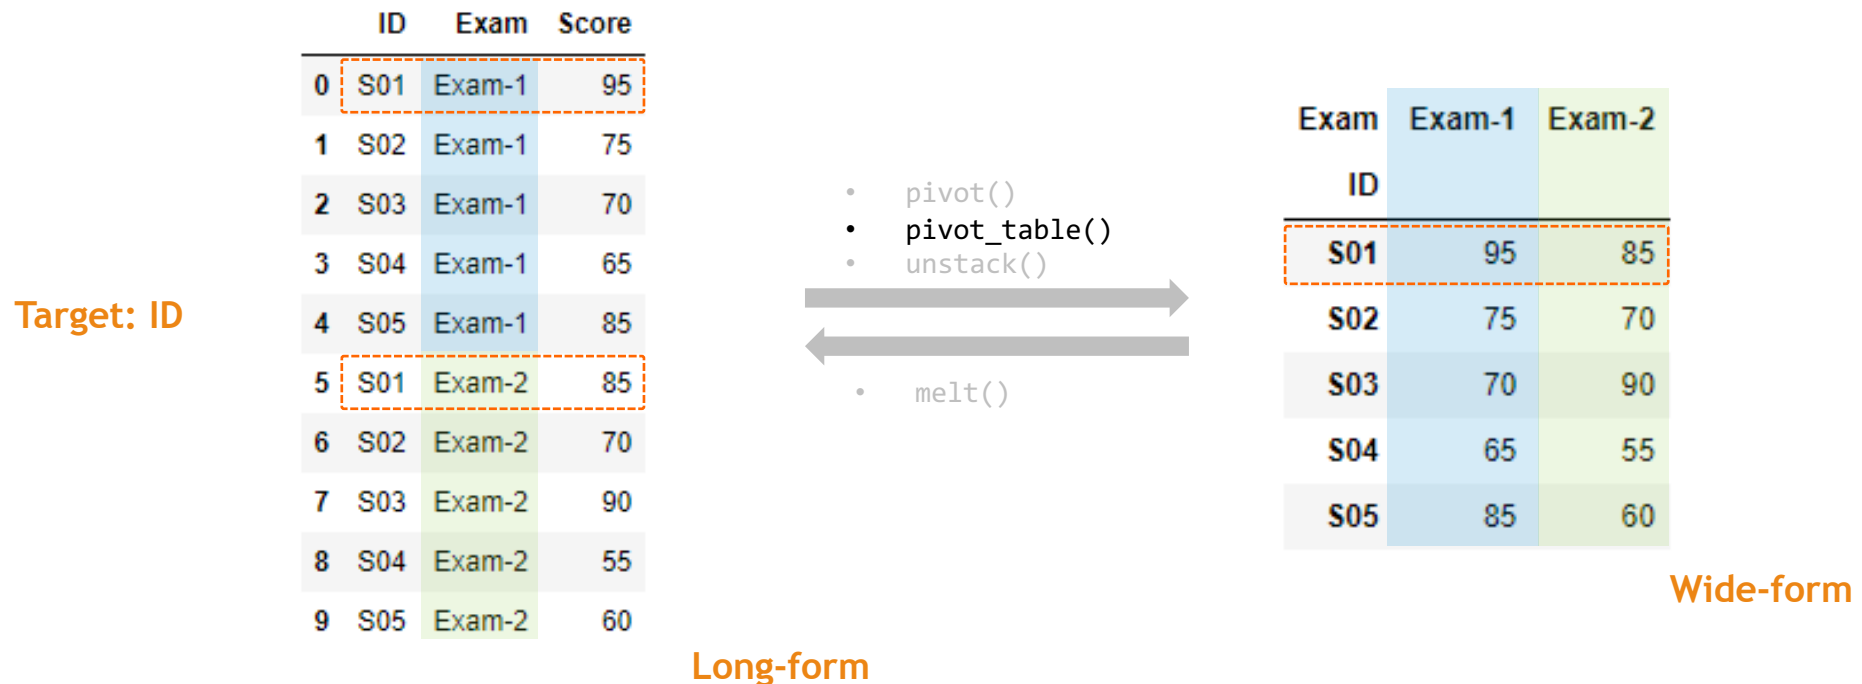 Target: ID
ID Exam Score
0 S01 Exam-1 95
1 S02 Exam-1 75
2 S03 Exam-1 70
3 S04 Exam-1 65
4 S05 Exam-1 85
5 S01 Exam-2 85
6 S02 Exam-2 70
7 S03 Exam-2 90
8 S04 Exam-2 55
9 S05 Exam-2 60
Long-form
• pivot()
• pivot_table()
• unstack()
• melt()
Exam Exam-1 Exam-2
ID
S01 95 85
S02 75 70
S03 70 90
S04 65 55
S05 85 60
Wide-form